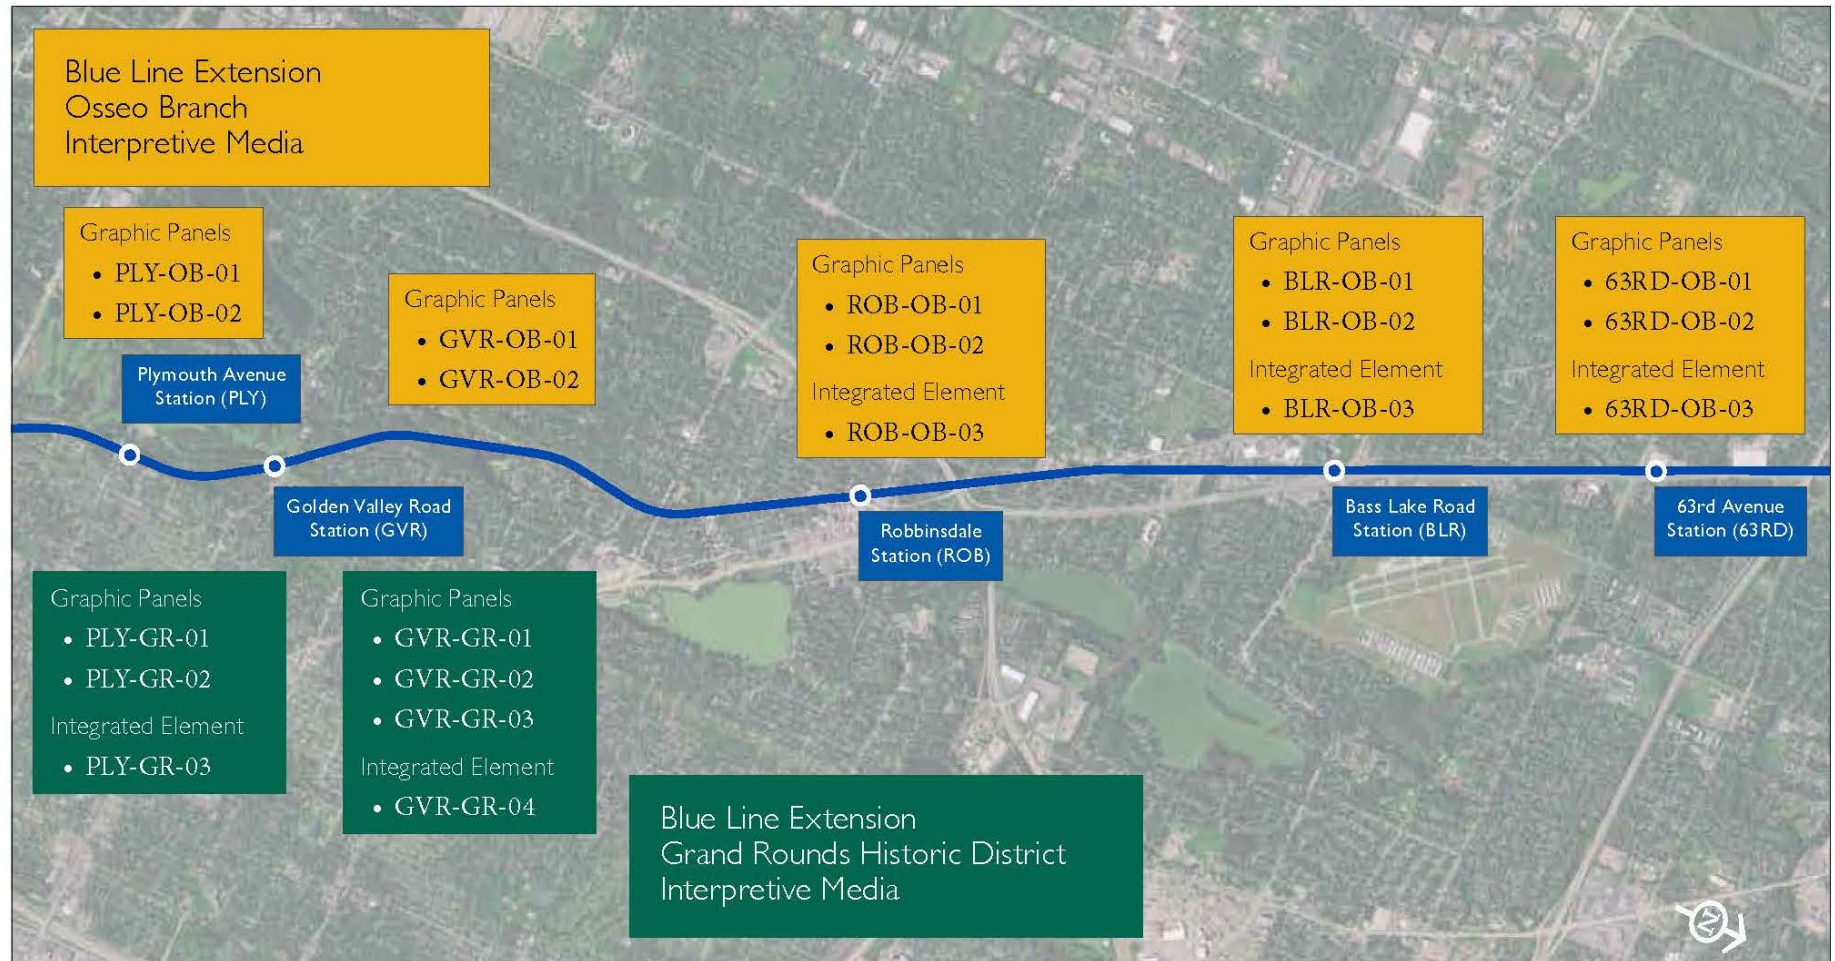 Blue Line Extension
Osseo Branch
Interpretive Media
Graphic Panels
• PLY-OB-01
• PLY-OB-02
Plymouth Avenue
Station (PLY)
Graphic Panels
• GVR-OB-01
• GVR-OB-02
Golden Valley Road
Station (GVR)
Graphic Panels
• ROB-OB-01
• ROB-OB-02
Integrated Element
• ROB-OB-03
Robbinsdale
Station (ROB)
Graphic Panels
• BLR-OB-01
• BLR-OB-02
Integrated Element
• BLR-OB-03
Bass Lake Road
Station (BLR)
Graphic Panels
• 63RD-OB-01
• 63RD-OB-02
Integrated Element
• 63RD-OB-03
63rd Avenue
Station (63RD)
Graphic Panels
• PLY-GR-01
• PLY-GR-02
Integrated Element
• PLY-GR-03
Graphic Panels
• GVR-GR-01
• GVR-GR-02
• GVR-GR-03
Integrated Element
• GVR-GR-04
Blue Line Extension
Grand Rounds Historic District
Interpretive Media
N